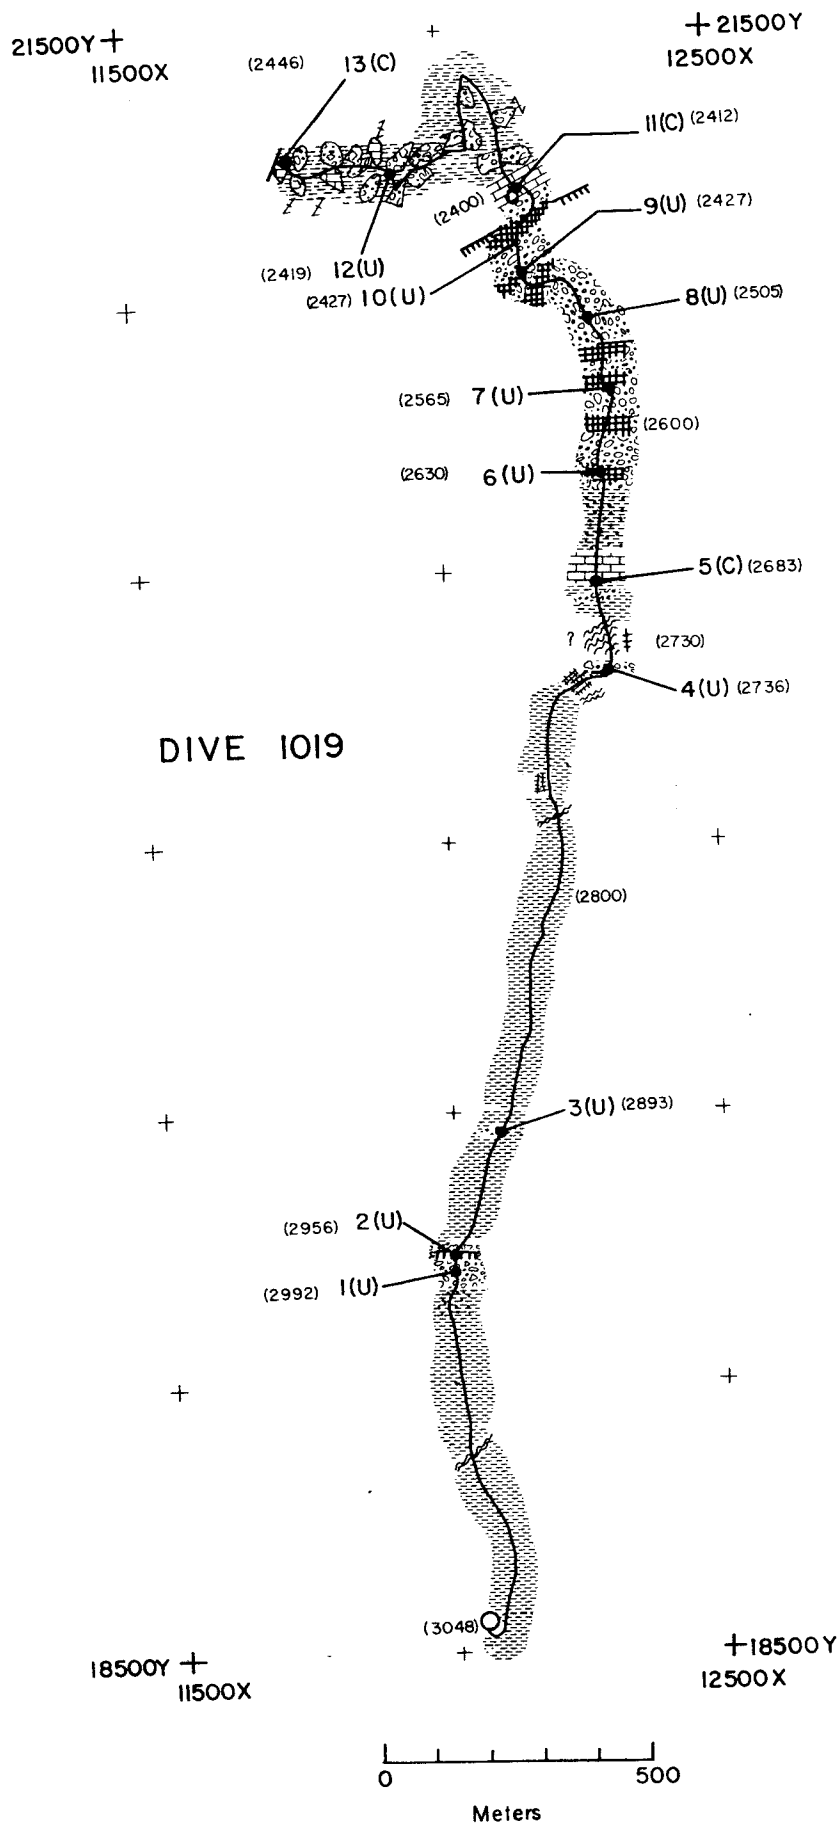 21500Y
11500X
21500Y
12500X
(2446) 13(C)
11(C) (2412)
(2400)
9(U) (2427)
(2419) 12(U)
(2427) 10(U)
8(U) (2505)
(2565) 7(U)
(2600)
(2630) 6(U)
5(C) (2683)
? (2730)
4(U) (2736)
DIVE 1019
(2800)
3(U) (2893)
(2956) 2(U)
(2992) 1(U)
(3048)
18500Y
11500X
18500Y
12500X
0 500
Meters